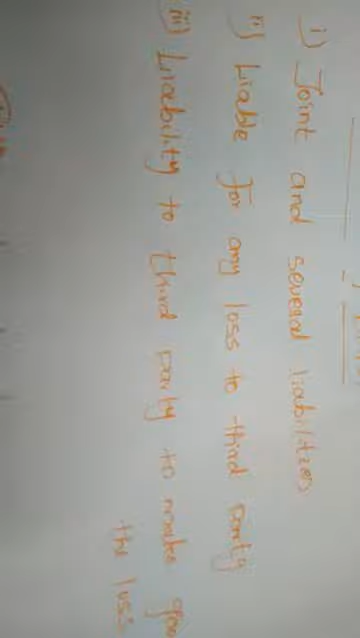 i) Joint and several liabilities
ii) Liable for any loss to third party
iii) Liability to third party to make
the loss